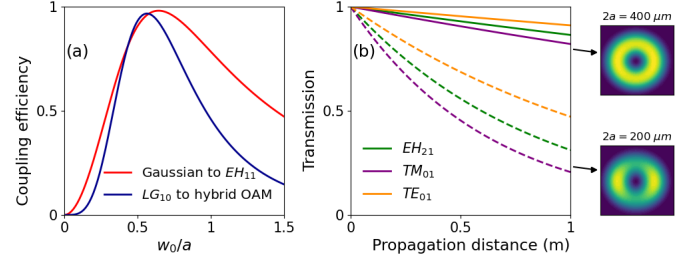 (a)
Coupling efficiency
1
0.5
0
Gaussian to EH₁₁
LG₁₀ to hybrid OAM
0
0.5
1
1.5
w₀/a
(b)
Transmission
1
0.5
0
EH₂₁
TM₀₁
TE₀₁
0
0.5
1
Propagation distance (m)
2a = 400 μm
2a = 200 μm